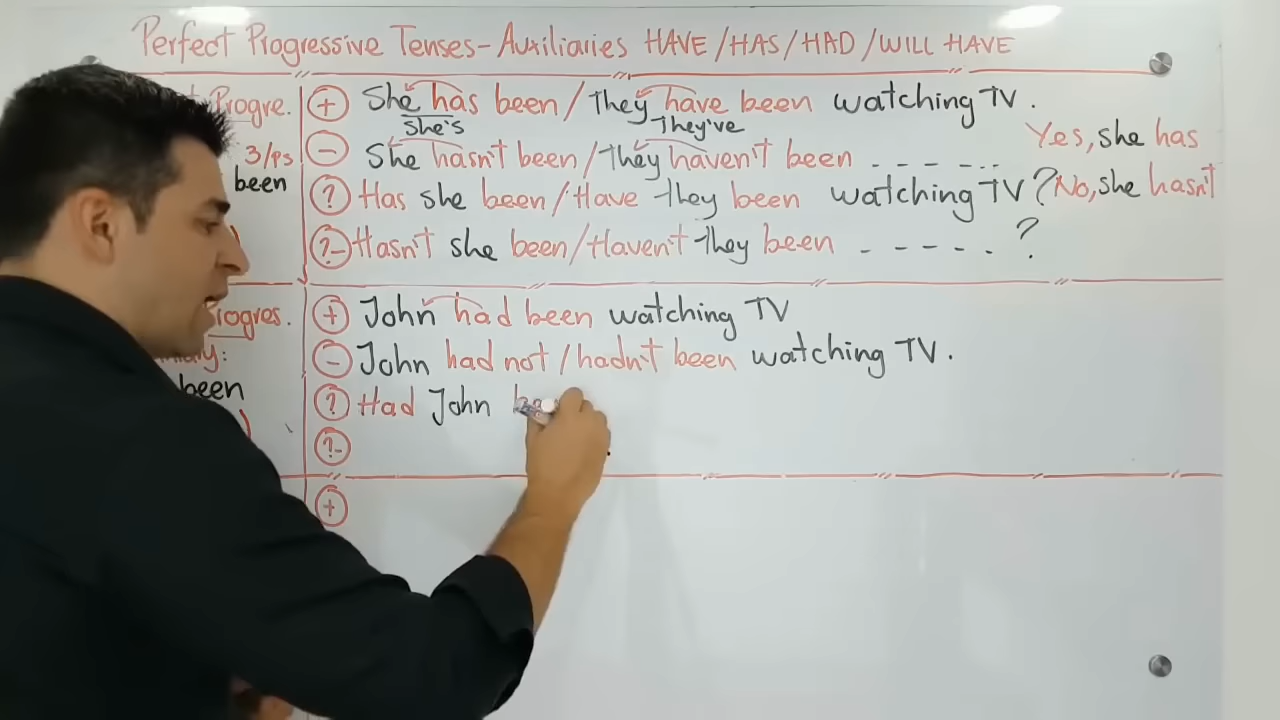 Perfect Progressive Tenses-Auxiliaries HAVE/HAS/HAD/WILL HAVE
Progre.
3/ps
been
(+) She has been/They have been watching TV.
She's They've
(-) She hasn't been/They haven't been _ _ _ _ ...
Yes, she has
(?) Has she been/Have They been watching TV? No, she hasn't
(?-) Hasn't she been/Haven't They been _ _ _ _ _ ?
Progres.
been
(+) John had been watching TV
(-) John had not/hadn't been watching TV.
(?) Had John
(?-)
(+)